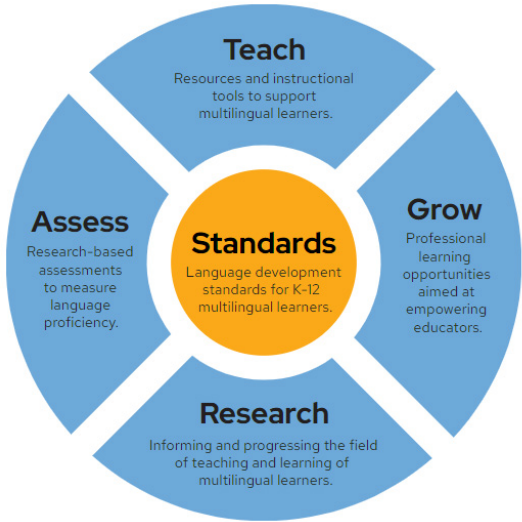 Teach
Resources and instructional
tools to support
multilingual learners.
Assess
Research-based
assessments
to measure
language
proficiency.
Standards
Language development
standards for K-12
multilingual learners.
Grow
Professional
learning
opportunities
aimed at
empowering
educators.
Research
Informing and progressing the field
of teaching and learning of
multilingual learners.